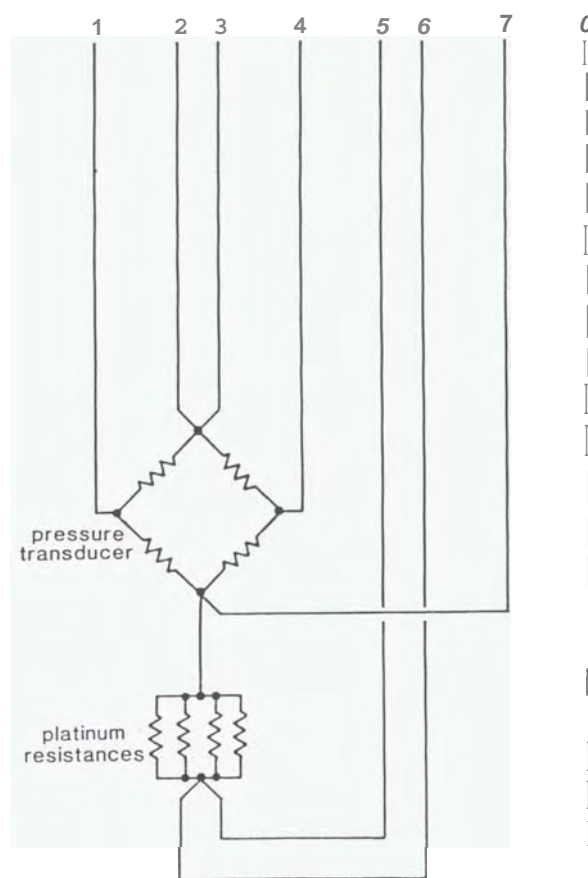 1 2 3 4 5 6 7
pressure
transducer
platinum
resistances